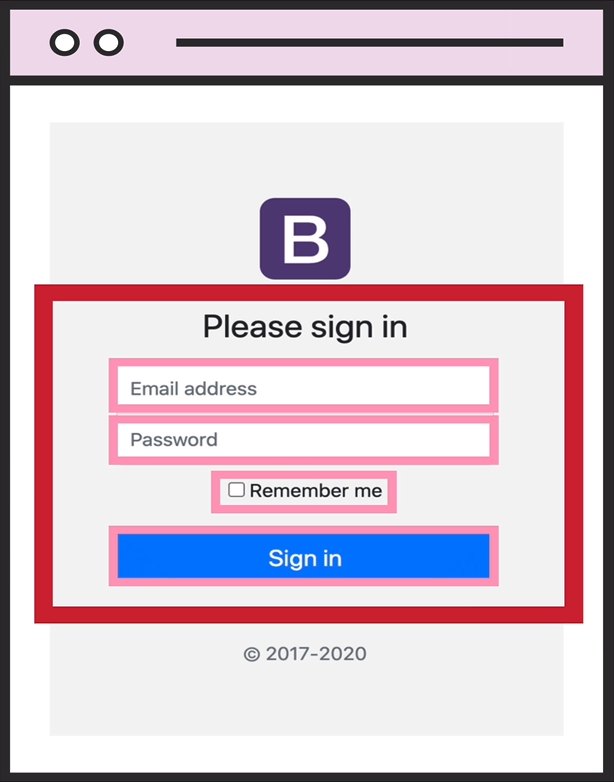 B
Please sign in
Email address
Password
Remember me
Sign in
© 2017-2020